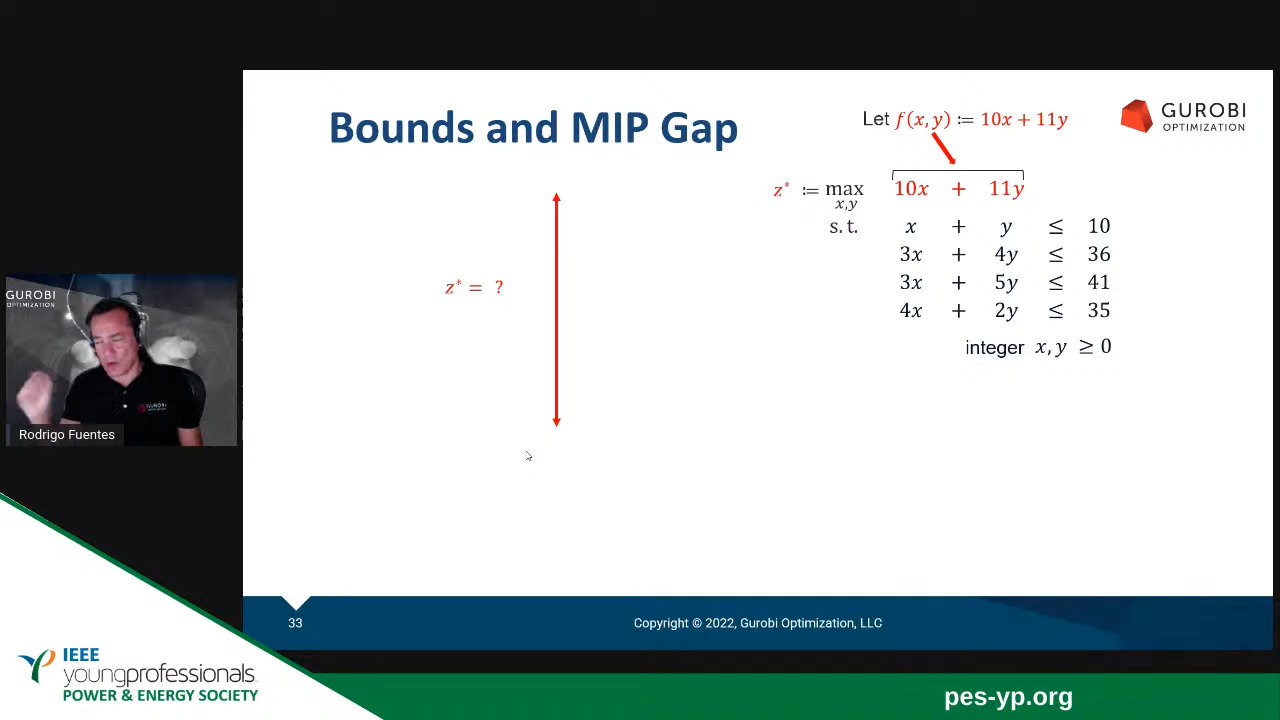 Bounds and MIP Gap
Let f(x, y) ≔ 10x + 11y
GUROBI
OPTIMIZATION
z* ≔ max 10x + 11y
x,y
s. t. x + y ≤ 10
3x + 4y ≤ 36
3x + 5y ≤ 41
4x + 2y ≤ 35
integer x, y ≥ 0
z* = ?
GUROBI
OPTIMIZATION
Rodrigo Fuentes
33
Copyright © 2022, Gurobi Optimization, LLC
IEEE
youngprofessionals
POWER & ENERGY SOCIETY
pes-yp.org